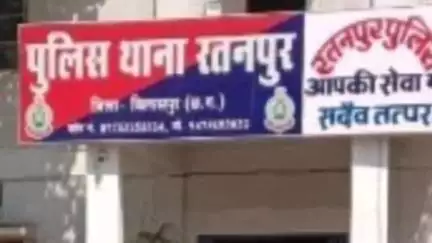 पुलिस थाना रतनपुर
जिला - बिलासपुर (छ.ग.)
रतनपुर पुलिस
आपकी सेवा
सदैव तत्पर